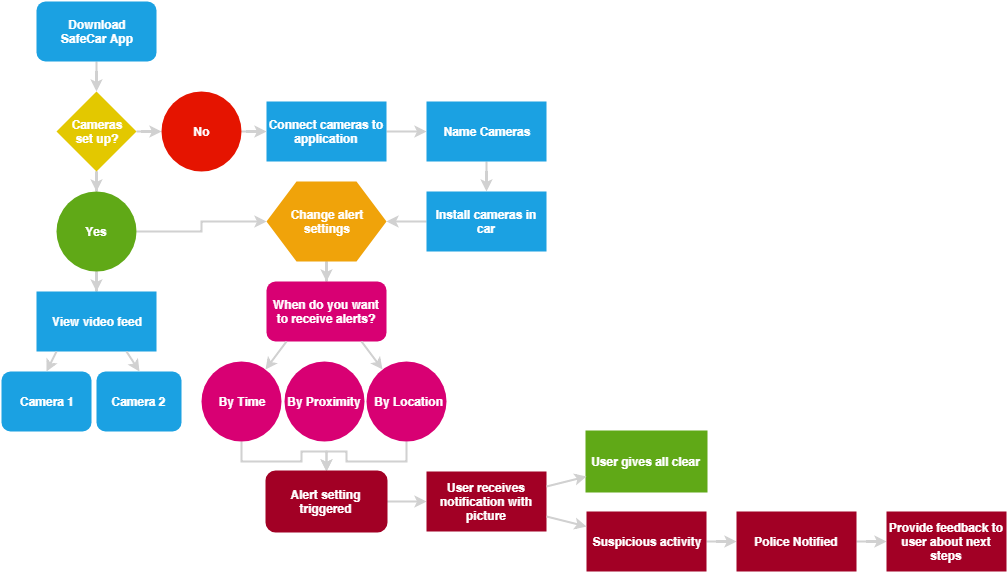 Download
SafeCar App
Cameras
set up?
No
Connect cameras to
application
Name Cameras
Yes
Change alert
settings
Install cameras in
car
View video feed
When do you want
to receive alerts?
Camera 1
Camera 2
By Time
By Proximity
By Location
User gives all clear
Alert setting
triggered
User receives
notification with
picture
Suspicious activity
Police Notified
Provide feedback to
user about next
steps